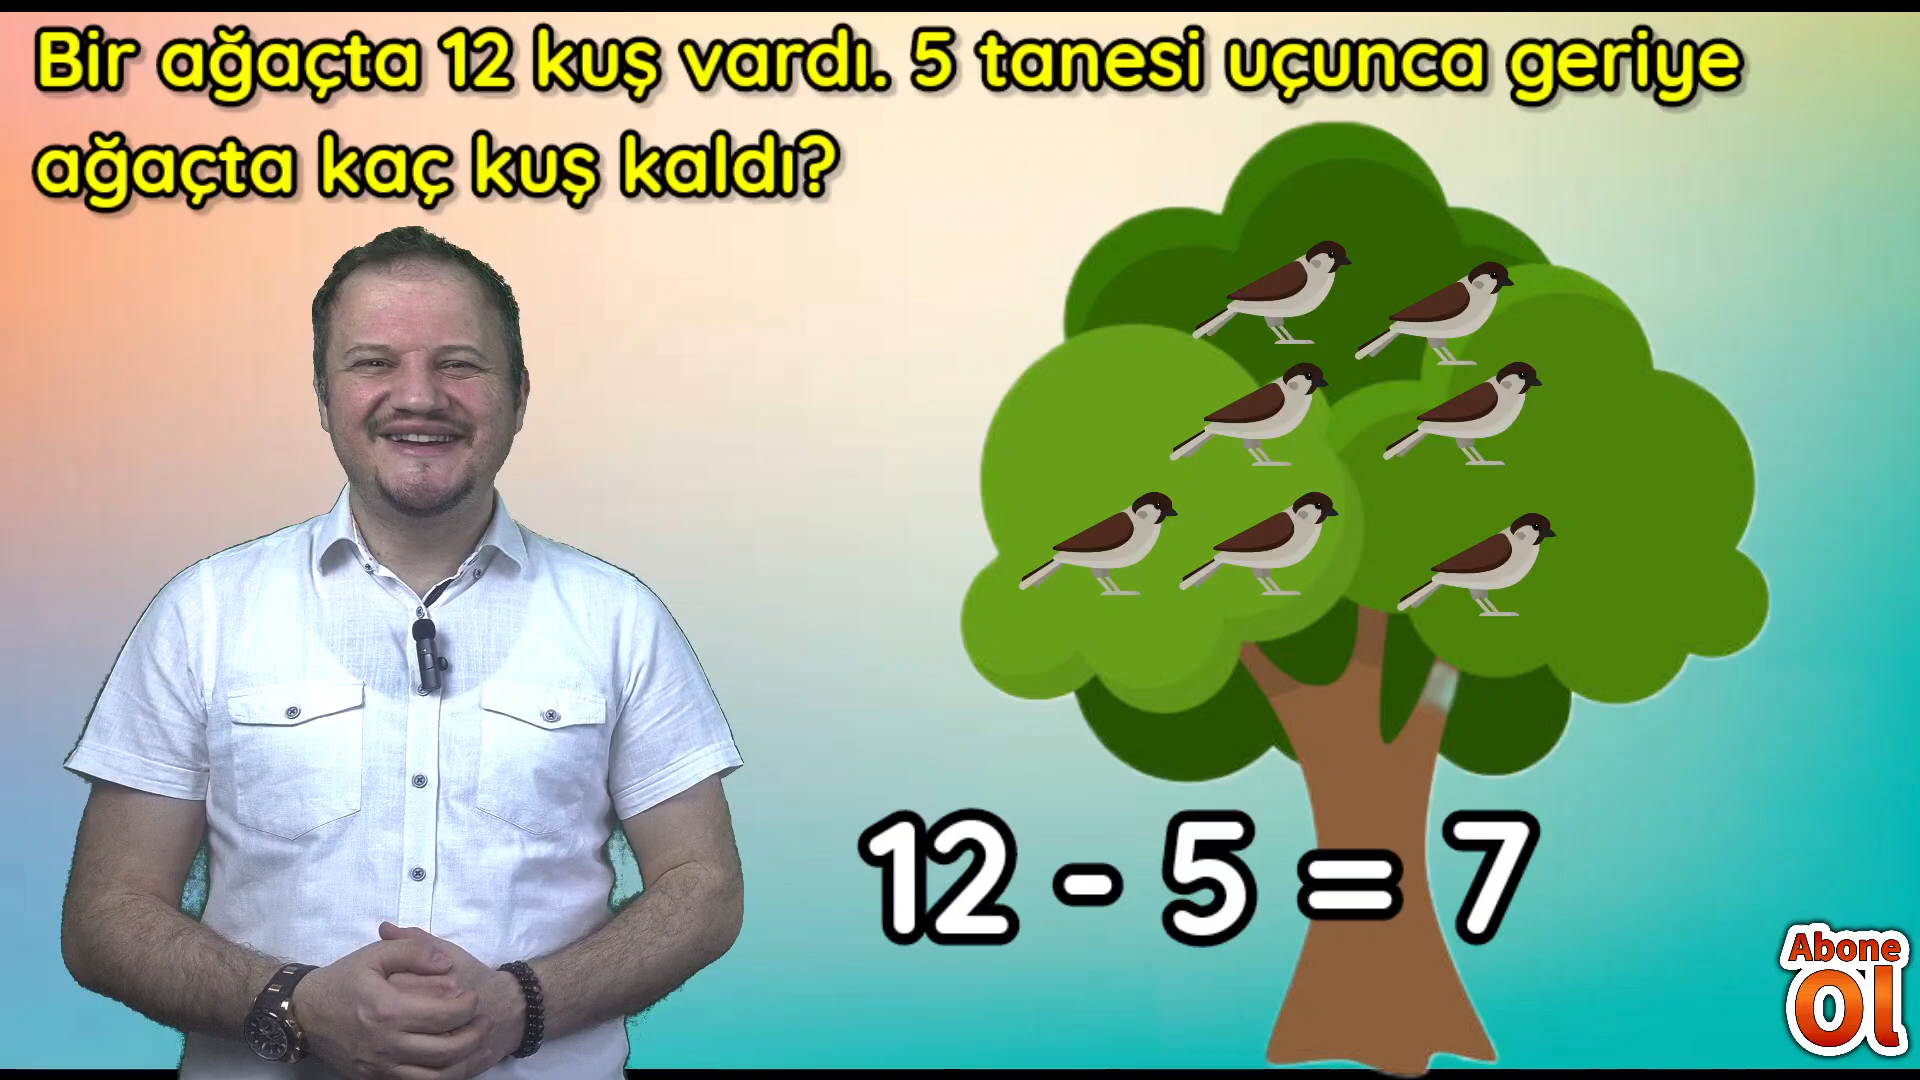 Bir ağaçta 12 kuş vardı. 5 tanesi uçunca geriye
ağaçta kaç kuş kaldı?
12 - 5 = 7
Abone
Ol